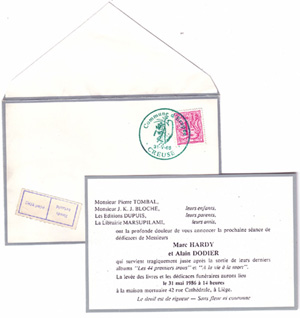 Commune de
CREUSE
Monsieur Pierre TOMBAL, leurs enfants,
Monsieur J. K. J. BLOCHE, leurs parents,
Les Editions DUPUIS, leurs amis,
La Librairie MARSUPILAMI,
ont la profonde douleur de vous annoncer la prochaine séance de
dédicaces de Messieurs
Marc HARDY
et Alain DODIER
qui survient tragiquement juste après la sortie de leurs derniers
albums "Les 44 premiers et "A la vie à la mort".
La levée des livres et les dédicaces funéraires auront lieu
le 31 mai 1986 à 14 heures
à la maison mortuaire 42 rue Cathédrale, à Liège.
Le deuil est de rigueur — Sans fleur ni couronne